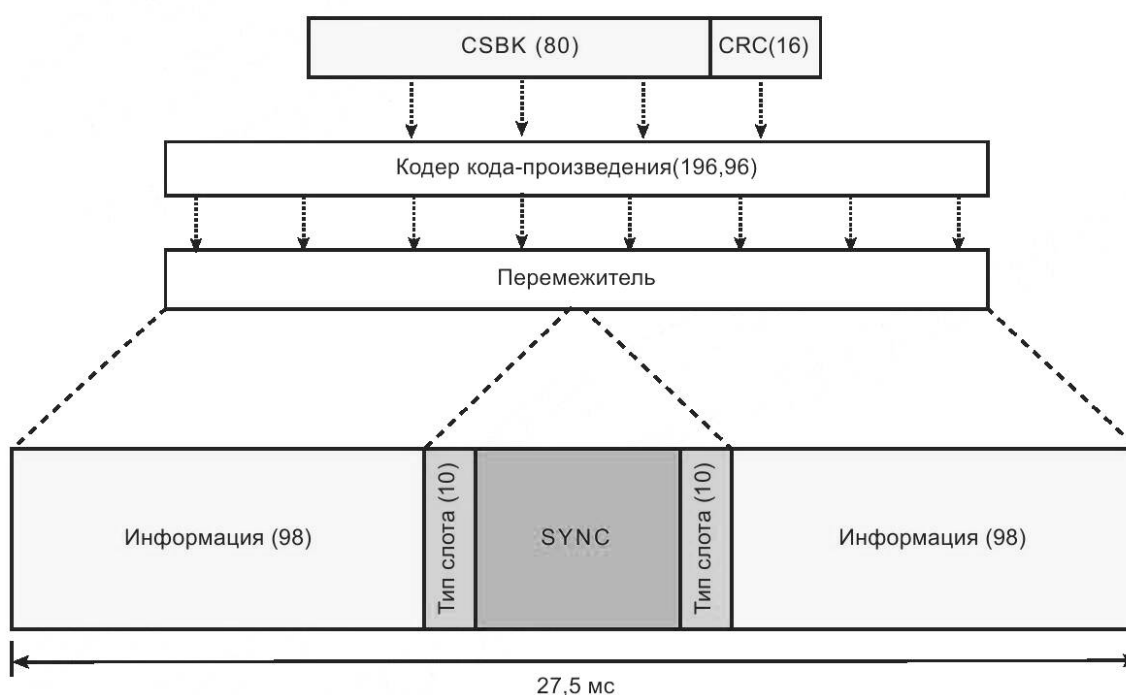 CSBK (80)
CRC(16)
Кодер кода-произведения(196,96)
Перемежитель
Информация (98)
Тип слота (10)
SYNC
Тип слота (10)
Информация (98)
27,5 мс